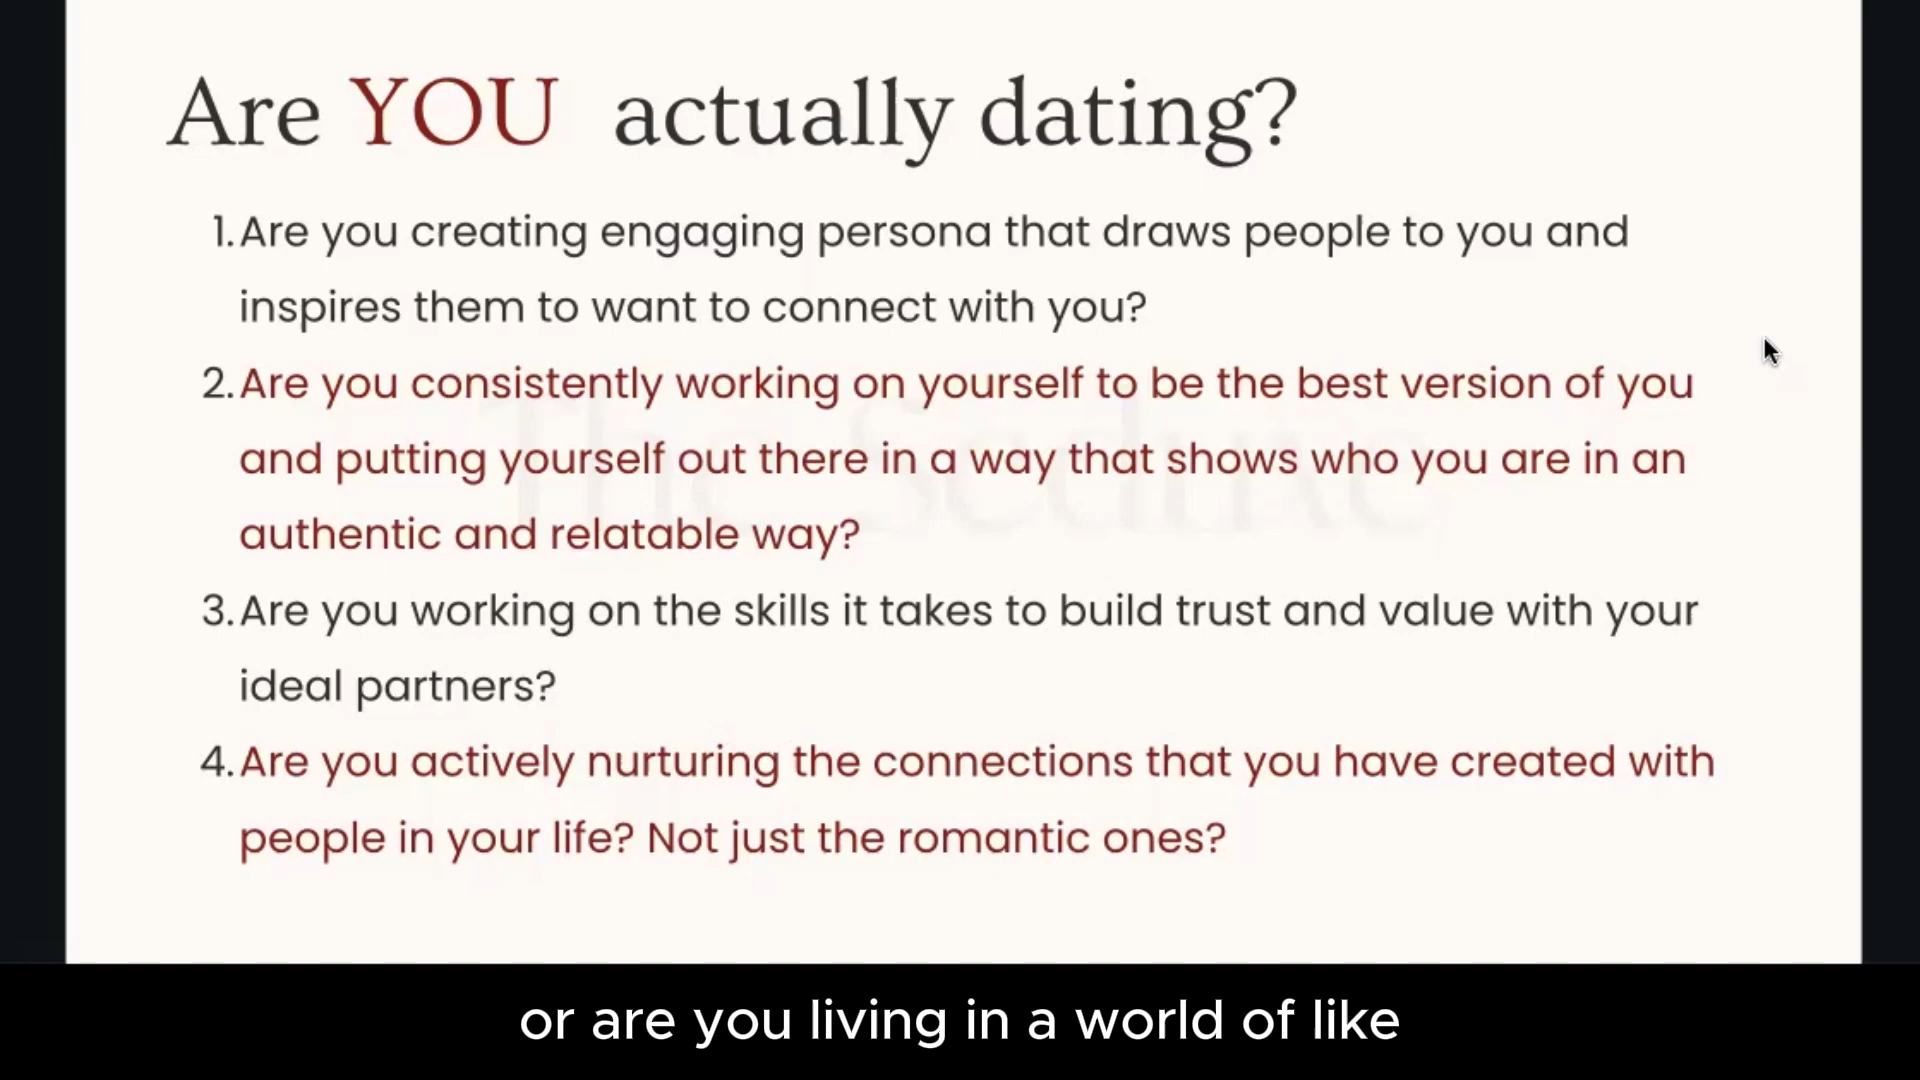 Are YOU actually dating?
1. Are you creating engaging persona that draws people to you and
inspires them to want to connect with you?
2. Are you consistently working on yourself to be the best version of you
and putting yourself out there in a way that shows who you are in an
authentic and relatable way?
3. Are you working on the skills it takes to build trust and value with your
ideal partners?
4. Are you actively nurturing the connections that you have created with
people in your life? Not just the romantic ones?
or are you living in a world of like